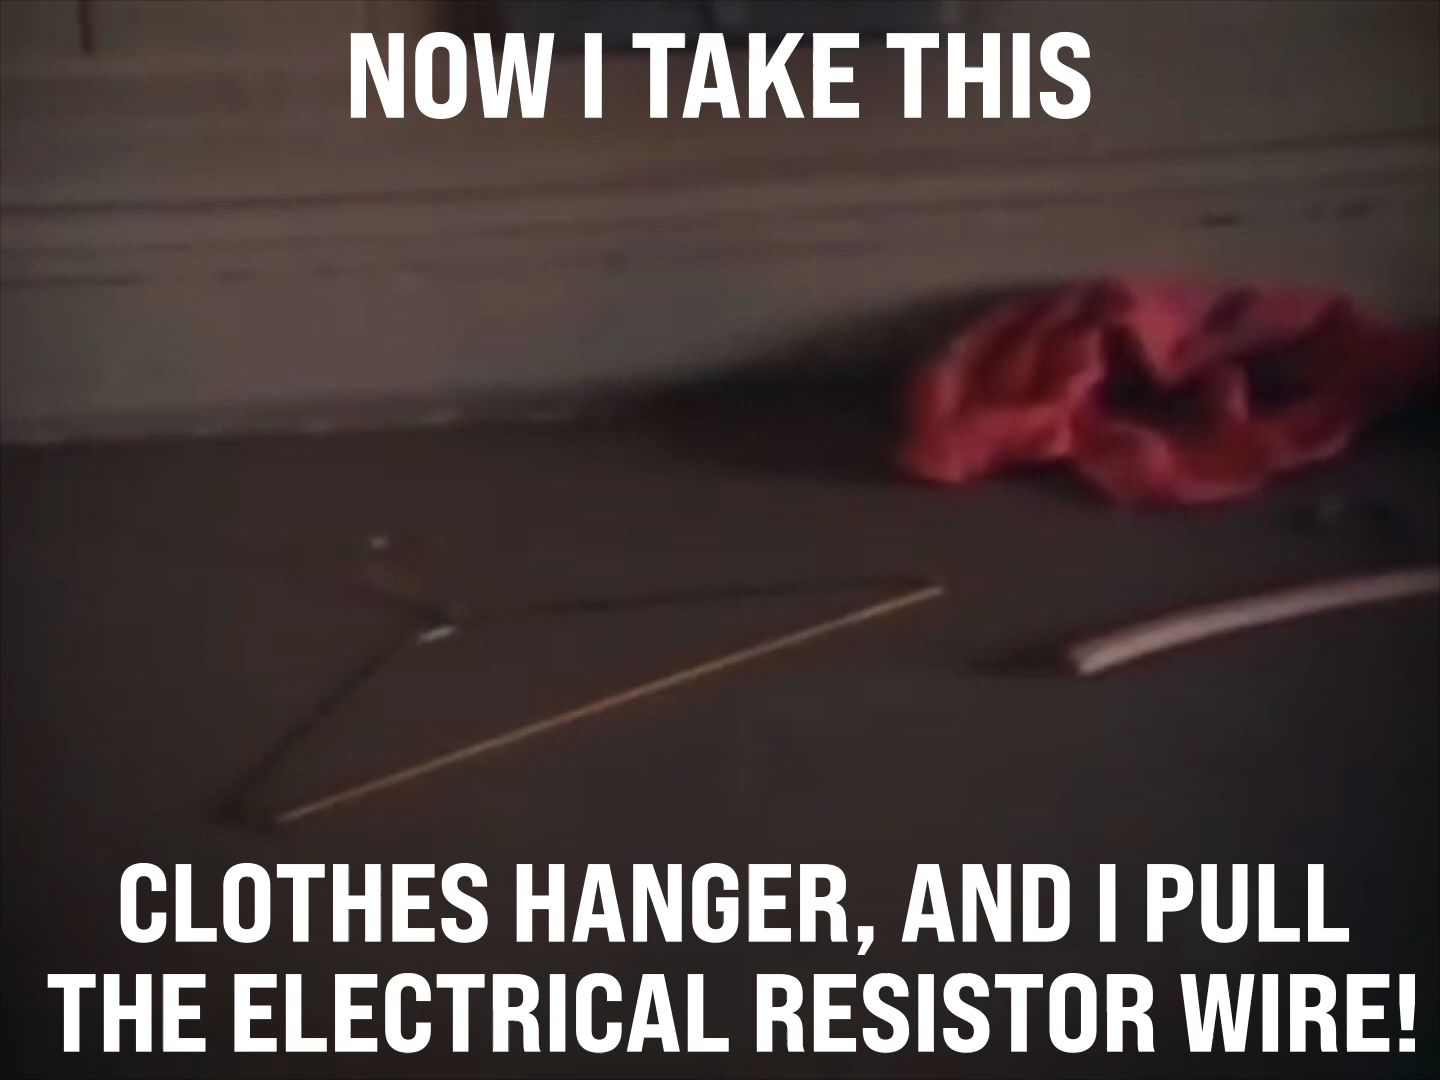 NOW I TAKE THIS
CLOTHES HANGER, AND I PULL
THE ELECTRICAL RESISTOR WIRE!